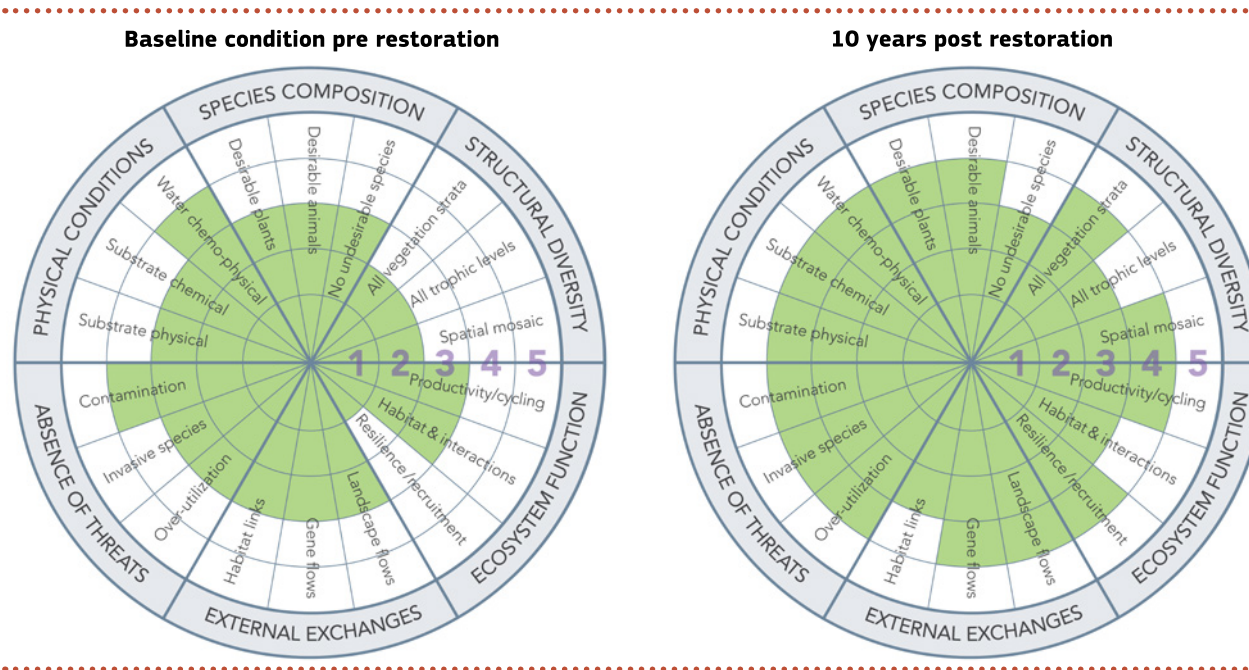 Baseline condition pre restoration
SPECIES COMPOSITION
STRUCTURAL DIVERSITY
ECOSYSTEM FUNCTION
EXTERNAL EXCHANGES
ABSENCE OF THREATS
PHYSICAL CONDITIONS
Desirable plants
Desirable animals
No undesirable species
All vegetation strata
All trophic levels
Spatial mosaic
1 2 3 4 5
Productivity/cycling
Habitat & interactions
Resilience/recruitment
Landscape flows
Gene flows
Habitat links
Over-utilization
Invasive species
Contamination
Substrate physical
Substrate chemical
Water chemo-physical
10 years post restoration
SPECIES COMPOSITION
STRUCTURAL DIVERSITY
ECOSYSTEM FUNCTION
EXTERNAL EXCHANGES
ABSENCE OF THREATS
PHYSICAL CONDITIONS
Desirable plants
Desirable animals
No undesirable species
All vegetation strata
All trophic levels
Spatial mosaic
1 2 3 4 5
Productivity/cycling
Habitat & interactions
Resilience/recruitment
Landscape flows
Gene flows
Habitat links
Over-utilization
Invasive species
Contamination
Substrate physical
Substrate chemical
Water chemo-physical